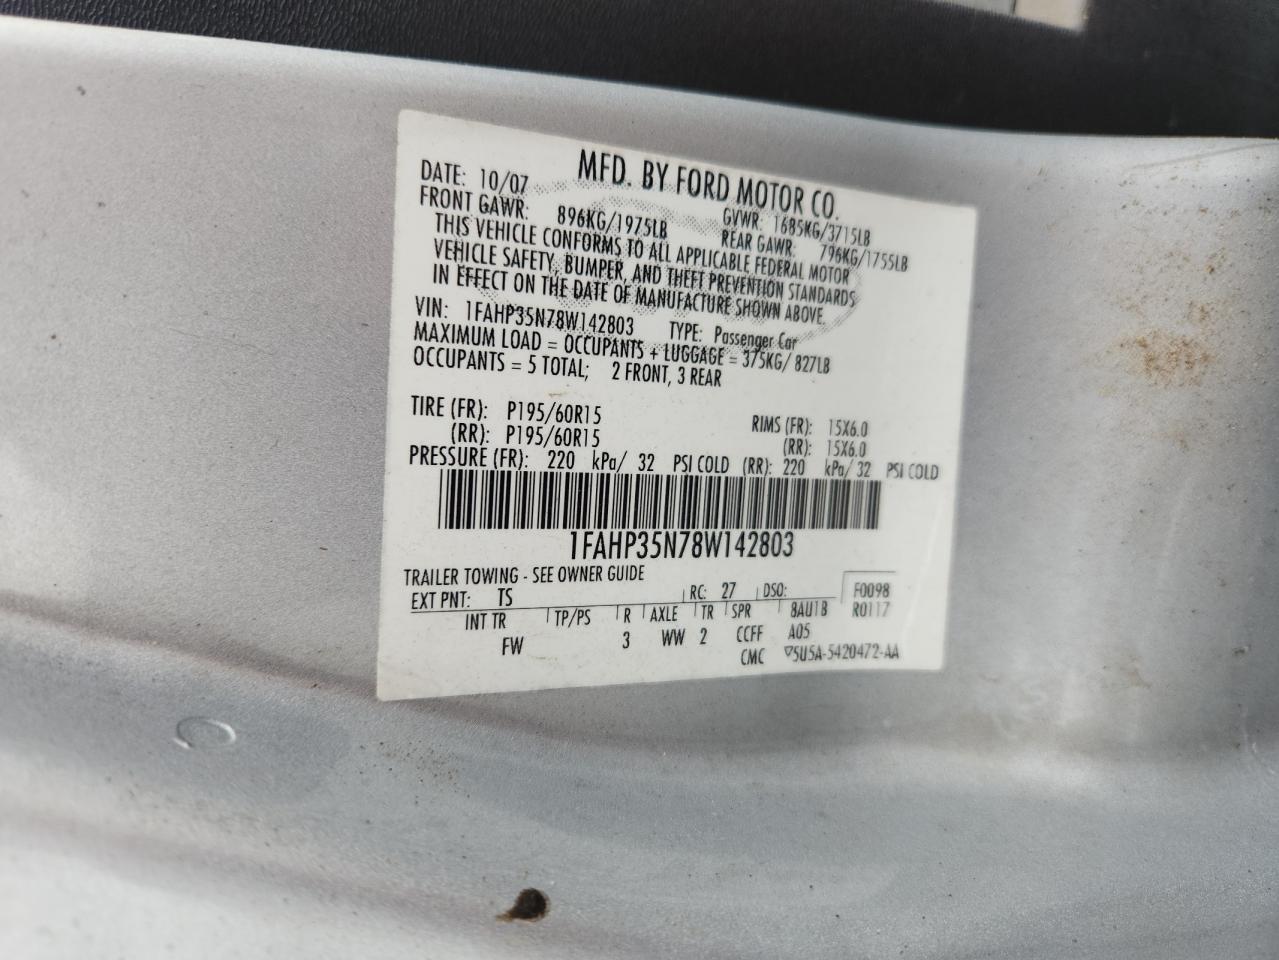 MFD. BY FORD MOTOR CO.
DATE: 10/07 GVWR: 1685KG/3715LB
FRONT GAWR: 896KG/1975LB REAR GAWR: 796KG/1755LB
THIS VEHICLE CONFORMS TO ALL APPLICABLE FEDERAL MOTOR
VEHICLE SAFETY, BUMPER, AND THEFT PREVENTION STANDARDS
IN EFFECT ON THE DATE OF MANUFACTURE SHOWN ABOVE.
VIN: 1FAHP35N78W142803 TYPE: Passenger Car
MAXIMUM LOAD = OCCUPANTS + LUGGAGE = 375KG/ 827LB
OCCUPANTS = 5 TOTAL; 2 FRONT, 3 REAR
TIRE (FR): P195/60R15 RIMS (FR): 15X6.0
(RR): P195/60R15 (RR): 15X6.0
PRESSURE (FR): 220 kPa/ 32 PSI COLD (RR): 220 kPa/ 32 PSI COLD
1FAHP35N78W142803
TRAILER TOWING - SEE OWNER GUIDE
EXT PNT: TS RC: 27 DSO: F0098
INT TR TP/PS R AXLE TR SPR 8AU1B R0117
FW 3 WW 2 CCFF A05
CMC ▽5U5A-5420472-AA